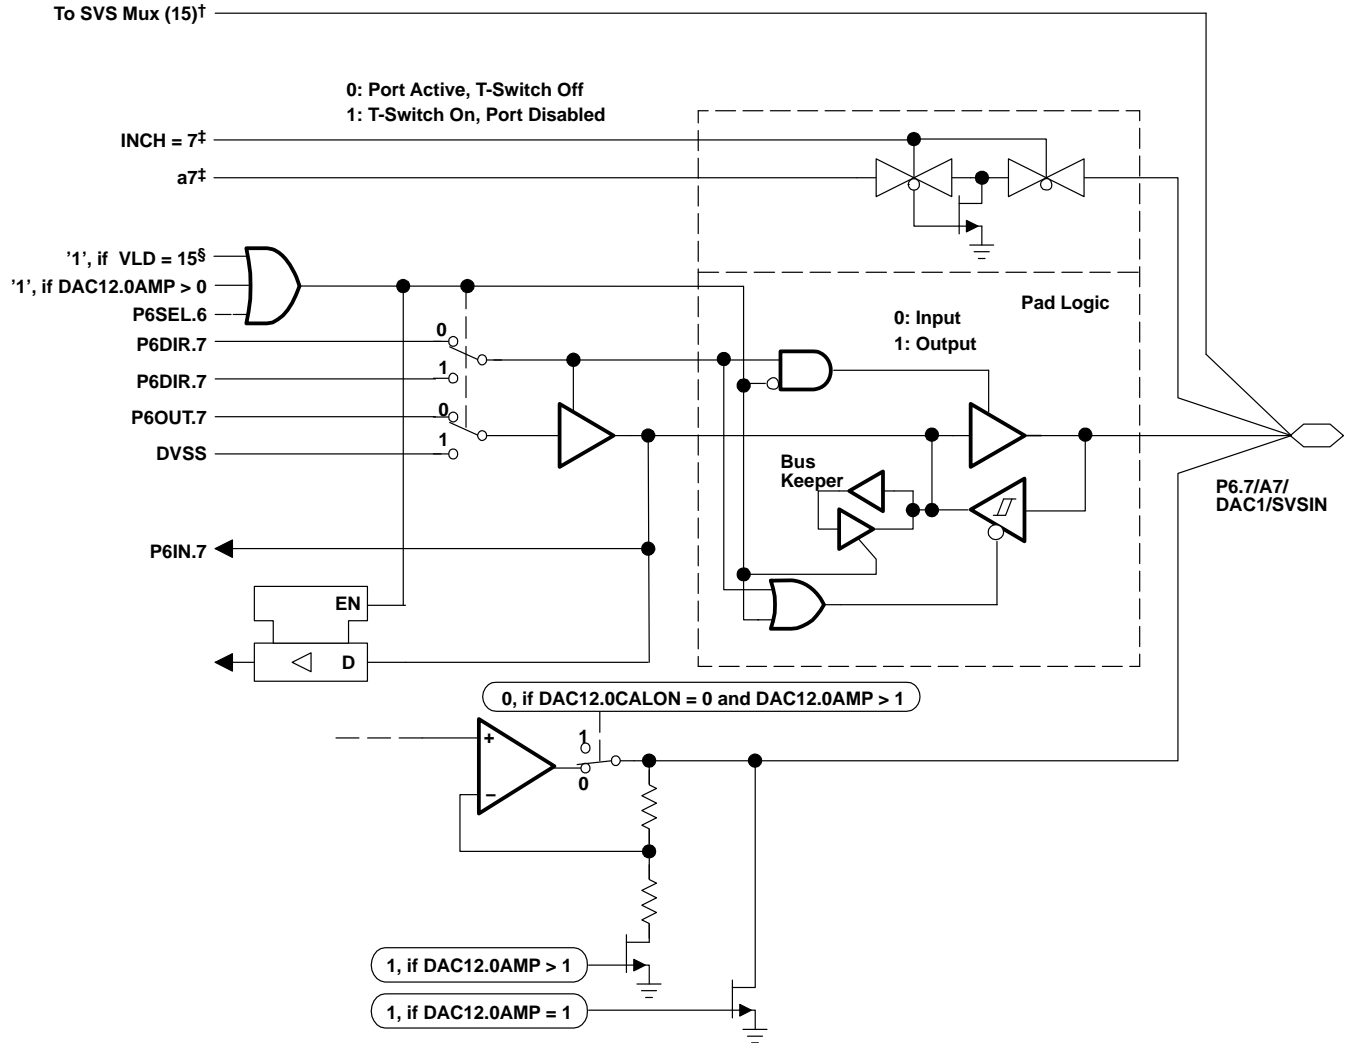 To SVS Mux (15)†
0: Port Active, T-Switch Off
1: T-Switch On, Port Disabled
INCH = 7‡
a7‡
’1’, if VLD = 15§
’1’, if DAC12.0AMP > 0
P6SEL.6
P6DIR.7
0
P6DIR.7
1
P6OUT.7
0
DVSS
1
Pad Logic
0: Input
1: Output
Bus
Keeper
P6.7/A7/
DAC1/SVSIN
P6IN.7
EN
D
0, if DAC12.0CALON = 0 and DAC12.0AMP > 1
+
−
1
0
1, if DAC12.0AMP > 1
1, if DAC12.0AMP = 1